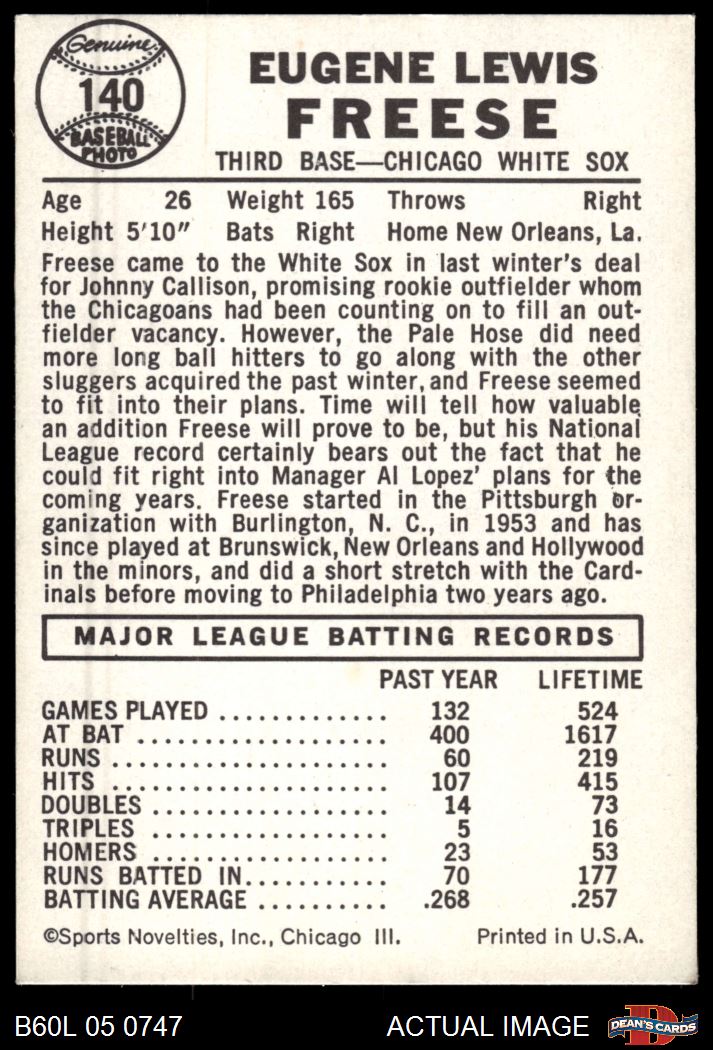 Genuine
140
BASEBALL
PHOTO
EUGENE LEWIS
FREESE
THIRD BASE—CHICAGO WHITE SOX
Age 26 Weight 165 Throws Right
Height 5'10" Bats Right Home New Orleans, La.
Freese came to the White Sox in last winter's deal
for Johnny Callison, promising rookie outfielder whom
the Chicagoans had been counting on to fill an out-
fielder vacancy. However, the Pale Hose did need
more long ball hitters to go along with the other
sluggers acquired the past winter, and Freese seemed
to fit into their plans. Time will tell how valuable
an addition Freese will prove to be, but his National
League record certainly bears out the fact that he
could fit right into Manager Al Lopez' plans for the
coming years. Freese started in the Pittsburgh or-
ganization with Burlington, N. C., in 1953 and has
since played at Brunswick, New Orleans and Hollywood
in the minors, and did a short stretch with the Card-
inals before moving to Philadelphia two years ago.
MAJOR LEAGUE BATTING RECORDS
PAST YEAR LIFETIME
GAMES PLAYED ............. 132 524
AT BAT .................... 400 1617
RUNS ...................... 60 219
HITS ...................... 107 415
DOUBLES ................... 14 73
TRIPLES ................... 5 16
HOMERS .................... 23 53
RUNS BATTED IN............ 70 177
BATTING AVERAGE .......... .268 .257
©Sports Novelties, Inc., Chicago Ill. Printed in U.S.A.
B60L 05 0747 ACTUAL IMAGE D DEAN'S CARDS